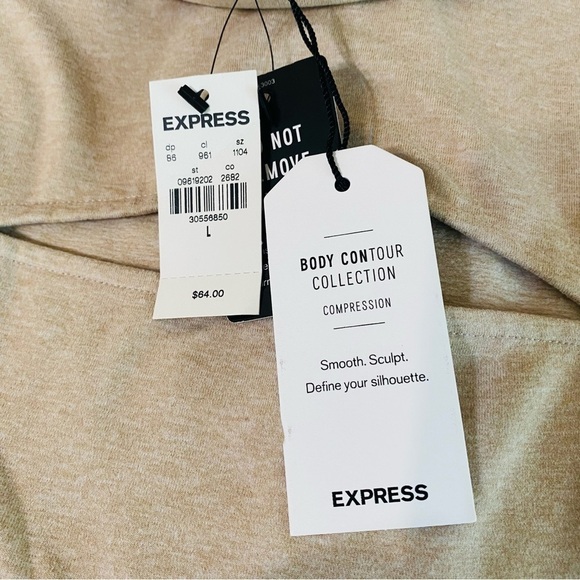 EXPRESS
dp cl sz
86 961 1104
st co
09619202 2682
30556850
L
$64.00
NOT
MOVE
BODY CONTOUR
COLLECTION
COMPRESSION
Smooth. Sculpt.
Define your silhouette.
EXPRESS